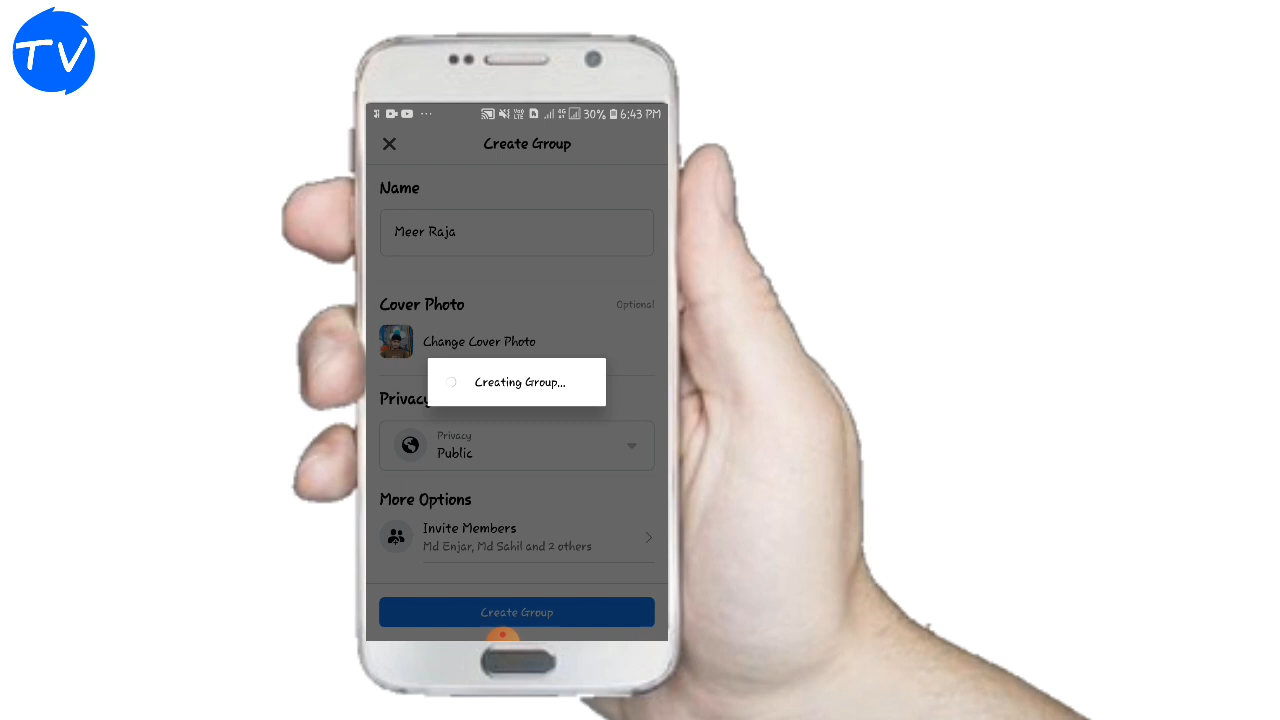 TV
30% 6:43 PM
Create Group
Name
Meer Raja
Cover Photo
Optional
Change Cover Photo
Creating Group...
Privacy
Privacy
Public
More Options
Invite Members
Md Enjar, Md Sahil and 2 others
Create Group